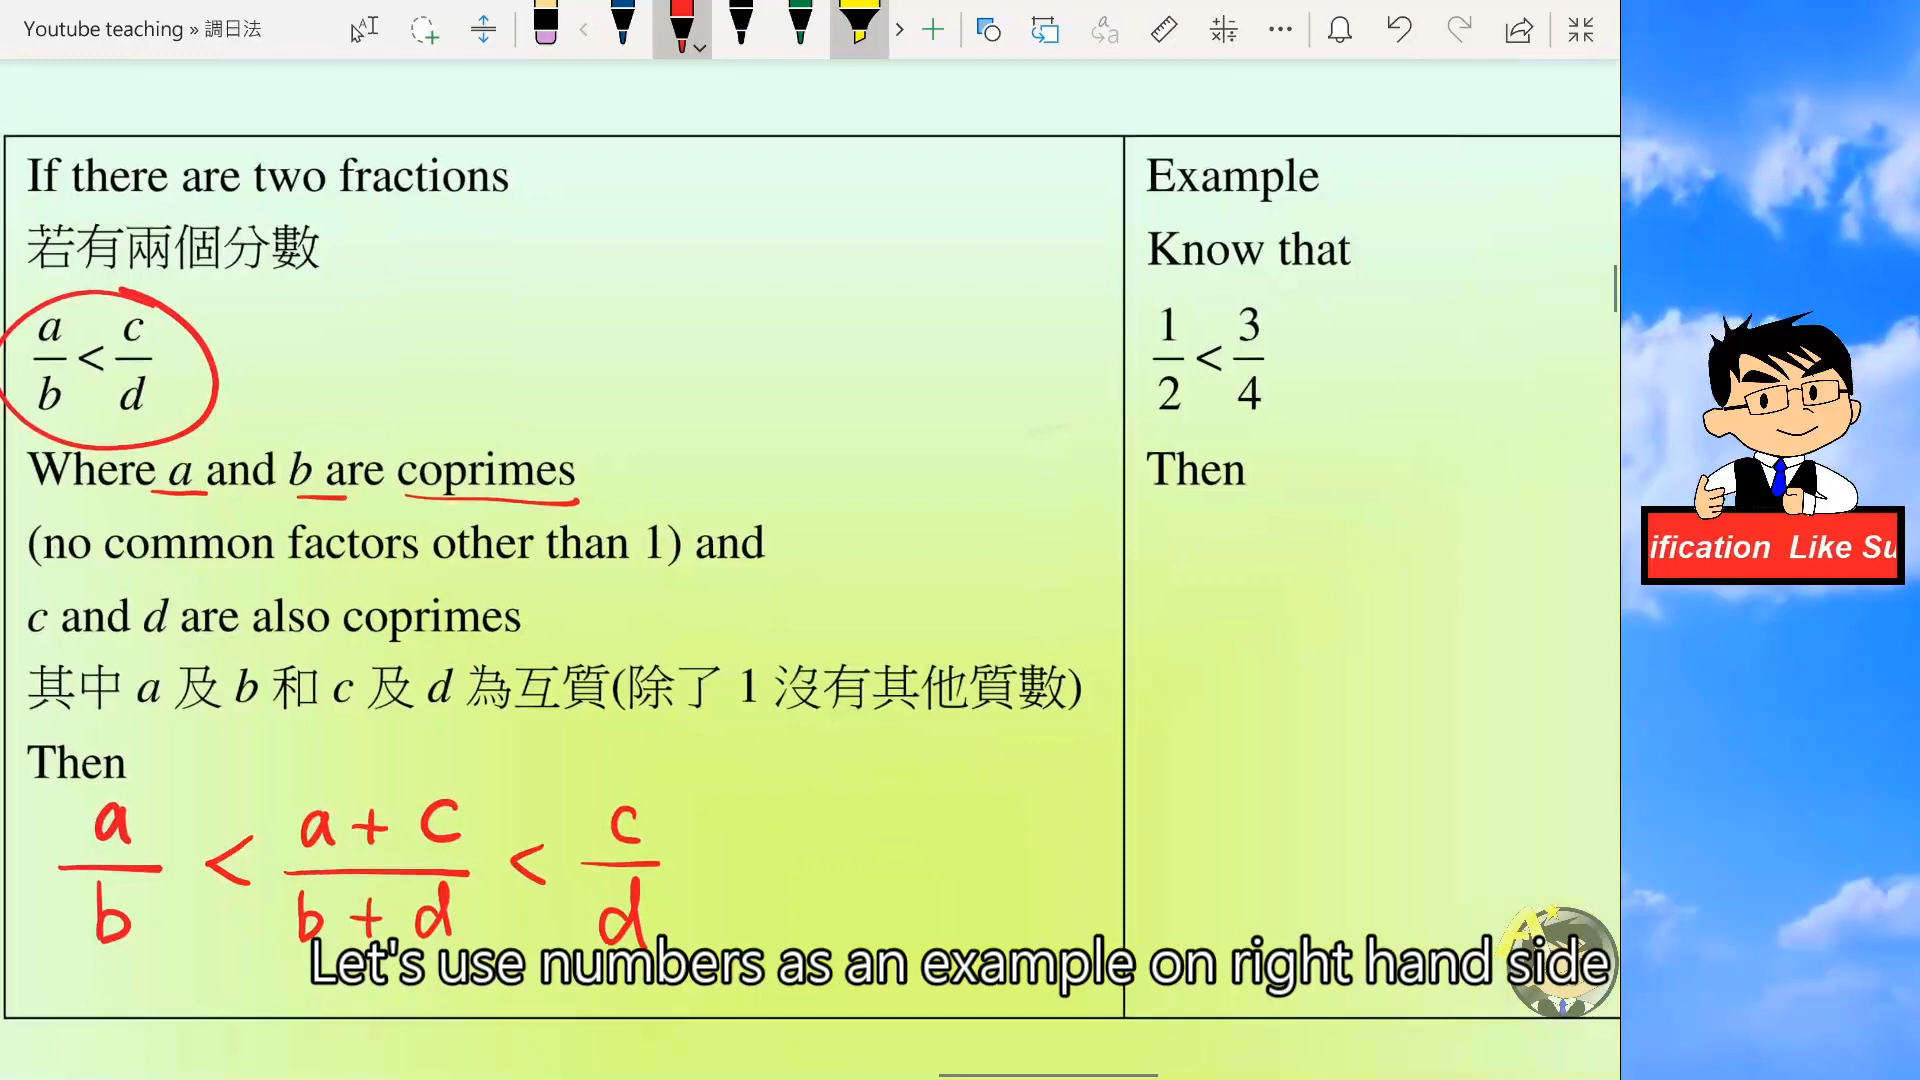 Youtube teaching » 調日法
If there are two fractions
若有兩個分數
a/b < c/d
Where a and b are coprimes
(no common factors other than 1) and
c and d are also coprimes
其中 a 及 b 和 c 及 d 為互質(除了 1 沒有其他質數)
Then
a/b < a + c/b + d < c/d
Example
Know that
1/2 < 3/4
Then
ification Like Su
Let's use numbers as an example on right hand side